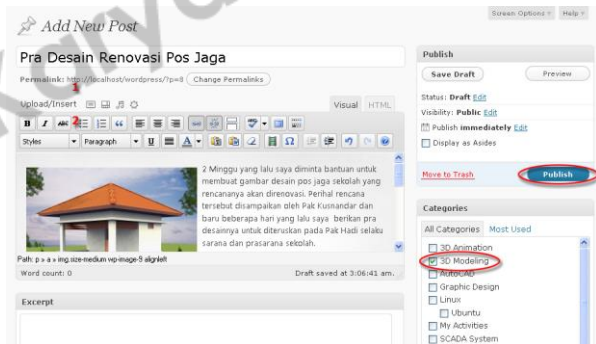 Screen Options
Help
Add New Post
Pra Desain Renovasi Pos Jaga
Permalink: http://localhost/wordpress/?p=8 Change Permalinks
1
Upload/Insert
Visual HTML
2
B I ABC
Styles Paragraph U A
2 Minggu yang lalu saya diminta bantuan untuk
membuat gambar desain pos jaga sekolah yang
rencananya akan direnovasi. Perihal rencana
tersebut disampaikan oleh Pak Kusnandar dan
baru beberapa hari yang lalu saya berikan pra
desainnya untuk diteruskan pada Pak Hadi selaku
sarana dan prasarana sekolah.
Path: p » a » img.size-medium wp-image-9 alignleft
Word count: 0 Draft saved at 3:06:41 am.
Excerpt
Publish
Save Draft Preview
Status: Draft Edit
Visibility: Public Edit
Publish immediately Edit
Display as Asides
Move to Trash Publish
Categories
All Categories Most Used
3D Animation
3D Modeling
AutoCAD
Graphic Design
Linux
Ubuntu
My Activities
SCADA System